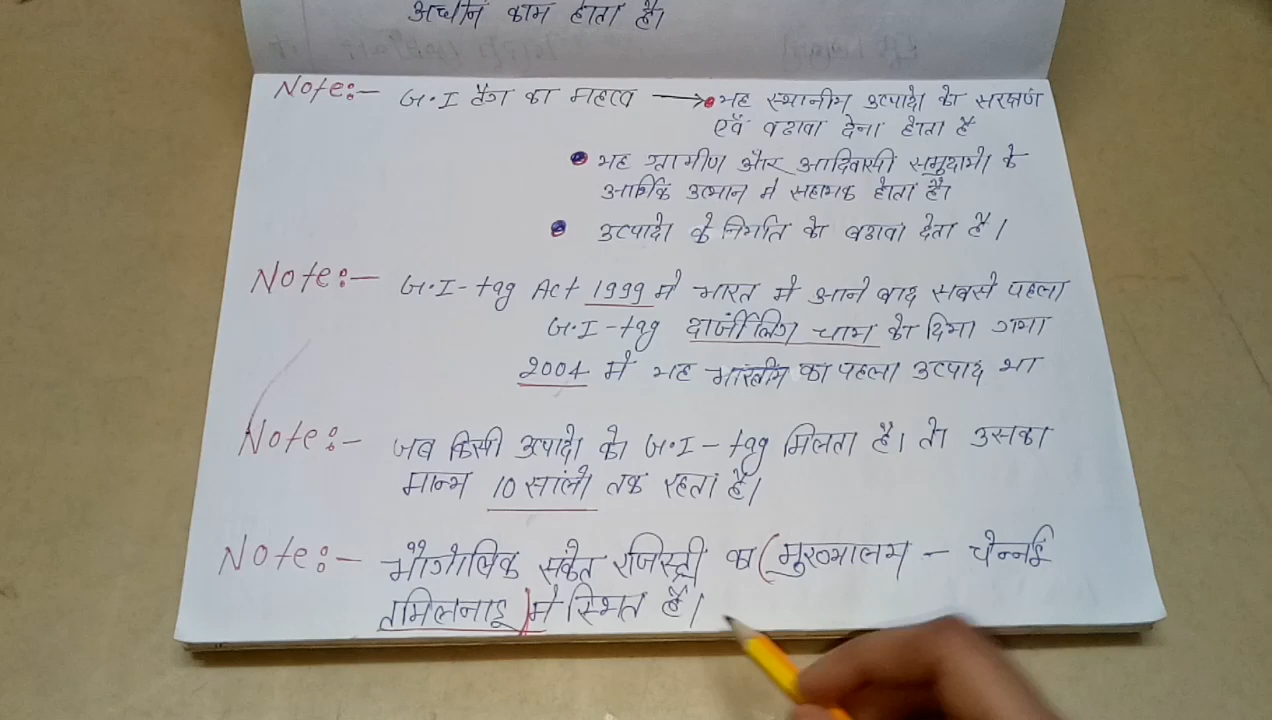 अधीन काम होता है।
Note:- G.I टैग का महत्व → • यह स्थानीय उत्पादो को सरक्षण
एवं बढावा देना होता है
• यह ग्रामीण और आदिवासी समुदायो के
आर्थिक उत्थान मे सहायक होता है।
• उत्पादो के निर्यात को बढावा देता है।
Note:- G.I-tag Act 1999 मे भारत मे आने बाद सबसे पहला
G.I-tag दार्जीलिंग चाय को दिया गया
2004 मे यह भारतीय का पहला उत्पाद था
Note:- जब किसी उत्पादो को G.I-tag मिलता है। तो उसका
मान्य 10 सालो तक रहता है।
Note:- भौगोलिक संकेत रजिस्ट्री का (मुख्यालय - चेन्नई
तमिलनाडू) मे स्थित है।